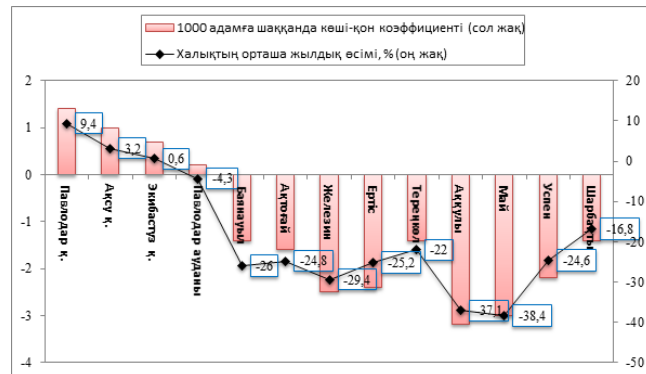 1000 адамға шаққанда көші-қон коэффициенті (сол жақ)
Халықтың орташа жылдық өсімі, % (оң жақ)
2
1
0
-1
-2
-3
-4
20
10
0
-10
-20
-30
-40
-50
9,4
3,2
0,6
-4,3
-26
-24,8
-29,4
-25,2
-22
-37,1
-38,4
-24,6
-16,8
Павлодар қ.
Ақсу қ.
Экибастуз қ.
Павлодар ауданы
Баянауыл
Ақтоғай
Железин
Ертіс
Тереңкөл
Аққулы
Май
Успен
Шарбақты